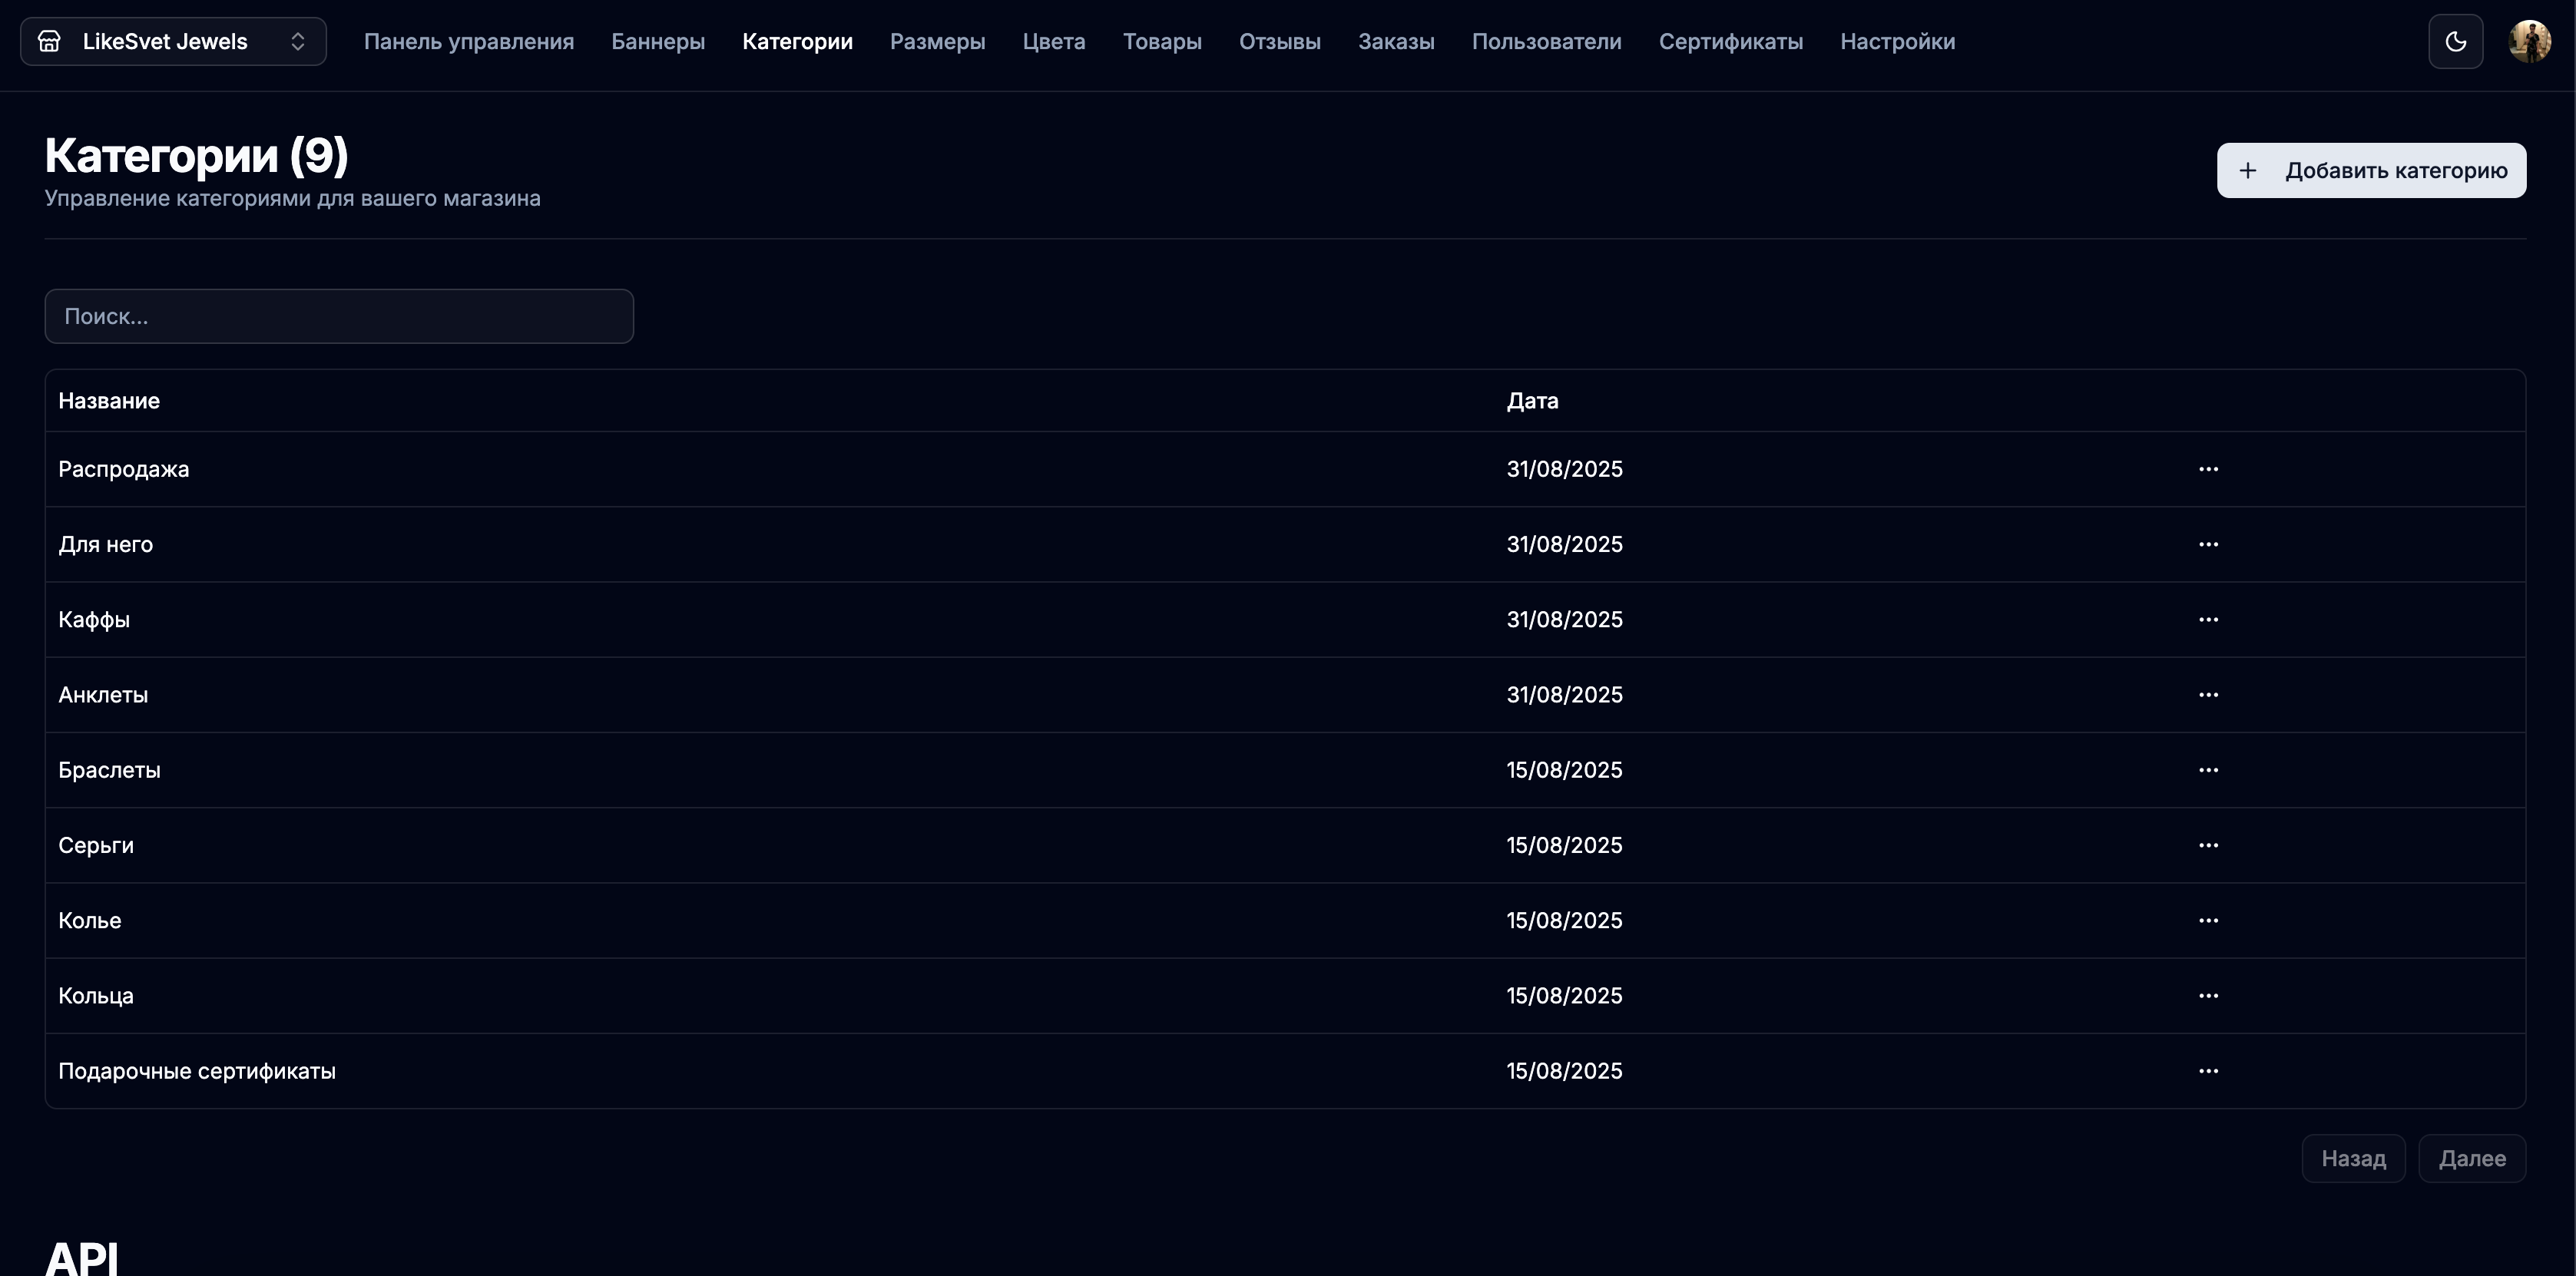 LikeSvet Jewels Панель управления Баннеры Категории Размеры Цвета Товары Отзывы Заказы Пользователи Сертификаты Настройки
Категории (9)
Управление категориями для вашего магазина
+ Добавить категорию
Поиск...
Название Дата
Распродажа 31/08/2025 ...
Для него 31/08/2025 ...
Каффы 31/08/2025 ...
Анклеты 31/08/2025 ...
Браслеты 15/08/2025 ...
Серьги 15/08/2025 ...
Колье 15/08/2025 ...
Кольца 15/08/2025 ...
Подарочные сертификаты 15/08/2025 ...
Назад Далее
API